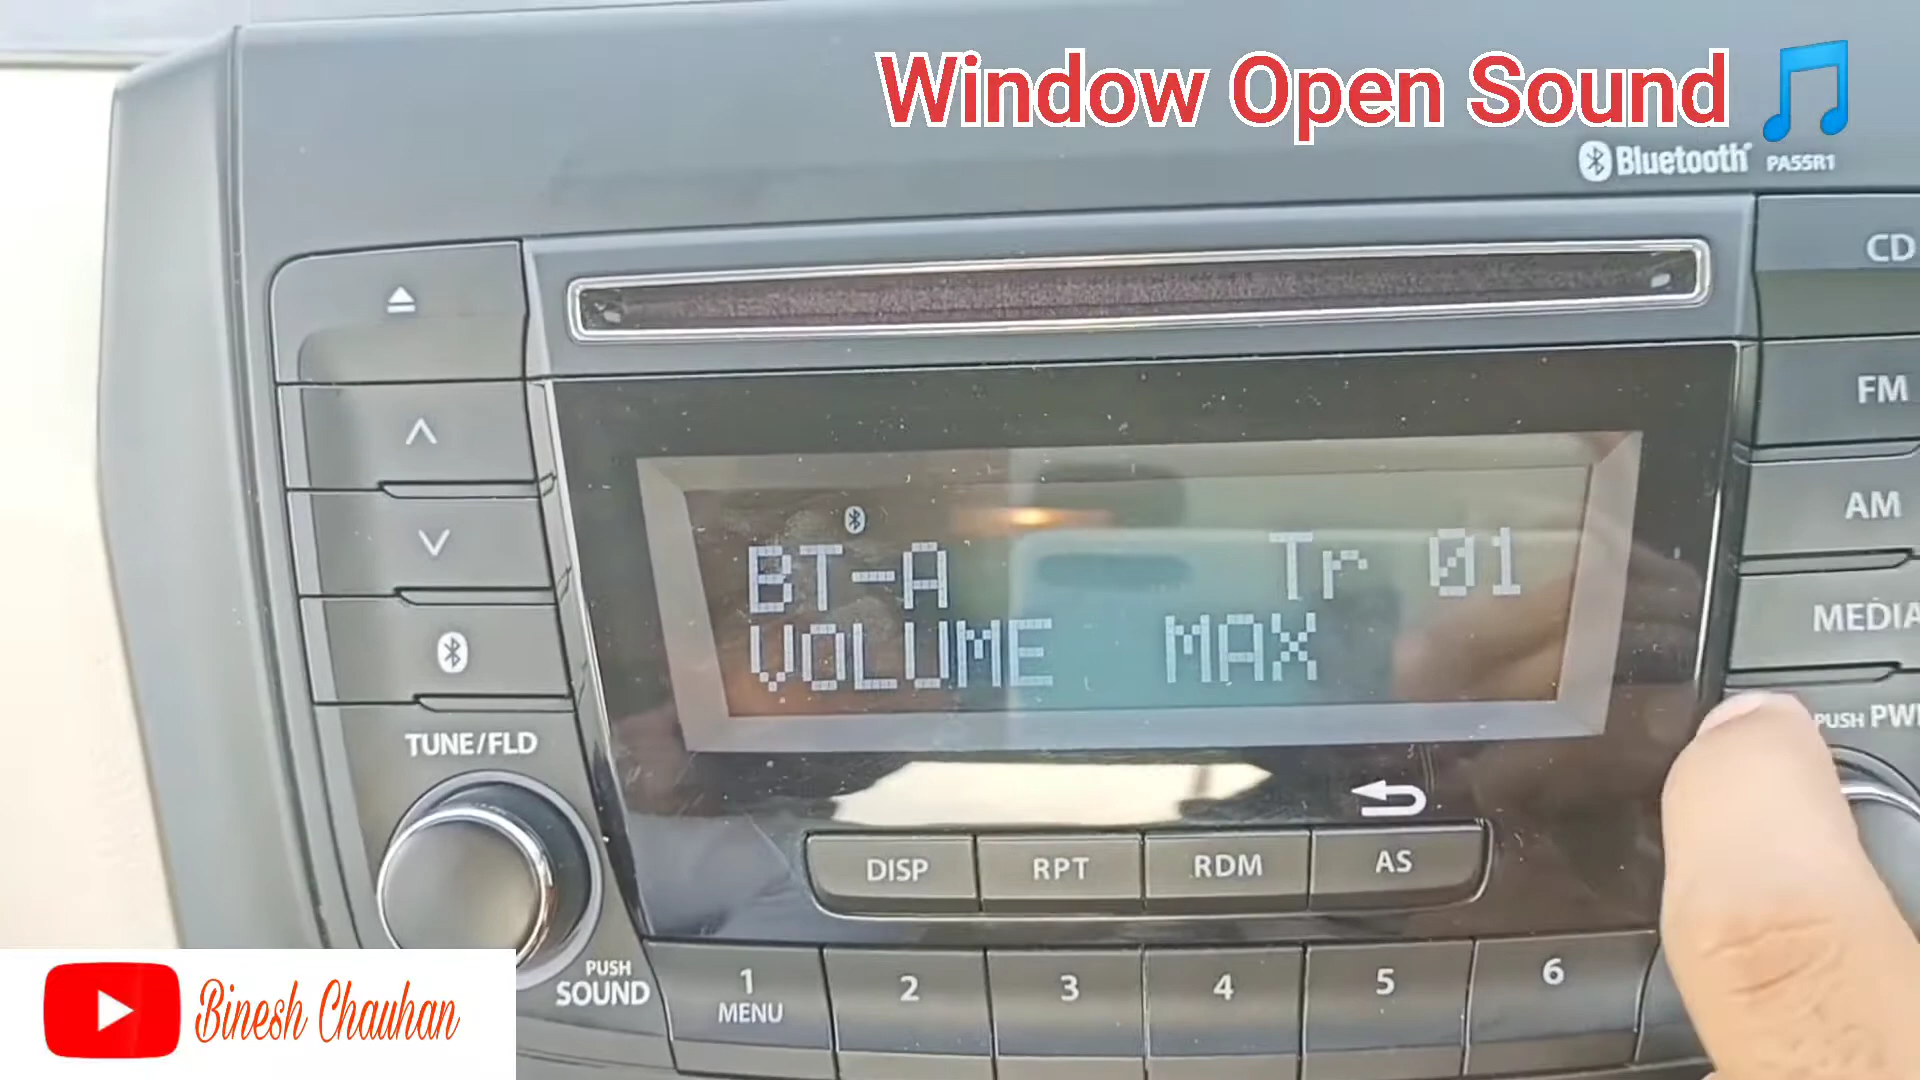 Window Open Sound
Bluetooth PA55R1
CD
FM
AM
MEDIA
BT-A Tr 01
VOLUME MAX
PUSH PW
TUNE/FLD
DISP RPT RDM AS
PUSH
SOUND
1 2 3 4 5 6
MENU
Binesh Chauhan